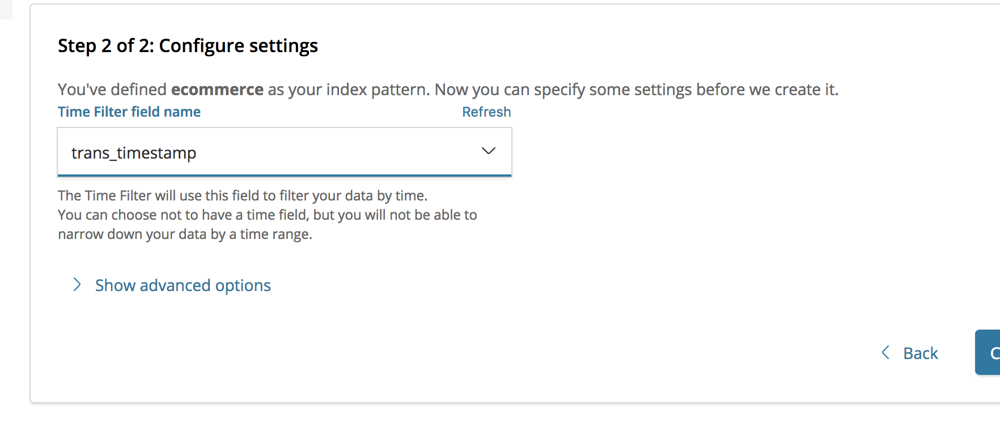 Step 2 of 2: Configure settings
You've defined ecommerce as your index pattern. Now you can specify some settings before we create it.
Time Filter field name Refresh
trans_timestamp
The Time Filter will use this field to filter your data by time.
You can choose not to have a time field, but you will not be able to
narrow down your data by a time range.
Show advanced options
Back